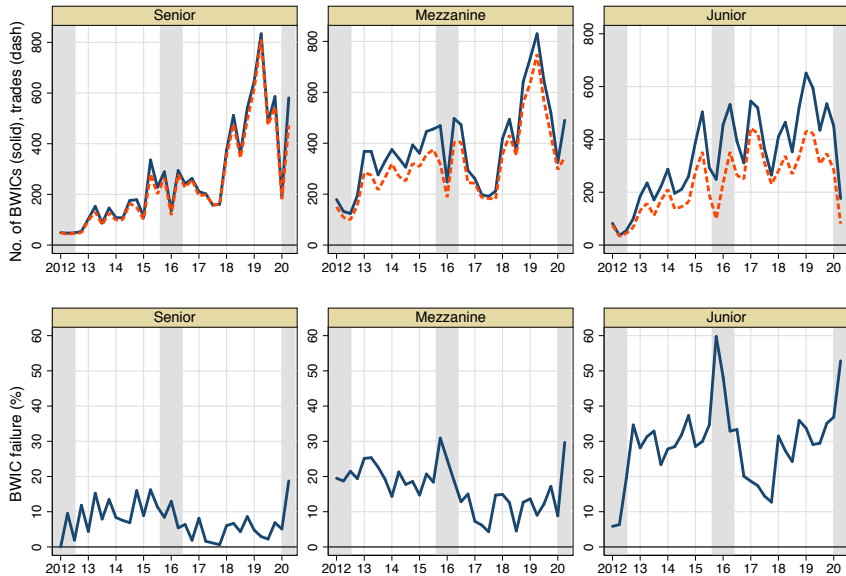 Senior
Mezzanine
Junior
No. of BWICs (solid), trades (dash)
0 200 400 600 800
0 200 400 600 800
0 200 400 600 800
2012 13 14 15 16 17 18 19 20
2012 13 14 15 16 17 18 19 20
2012 13 14 15 16 17 18 19 20
Senior
Mezzanine
Junior
BWIC failure (%)
0 10 20 30 40 50 60
0 10 20 30 40 50 60
0 10 20 30 40 50 60
2012 13 14 15 16 17 18 19 20
2012 13 14 15 16 17 18 19 20
2012 13 14 15 16 17 18 19 20